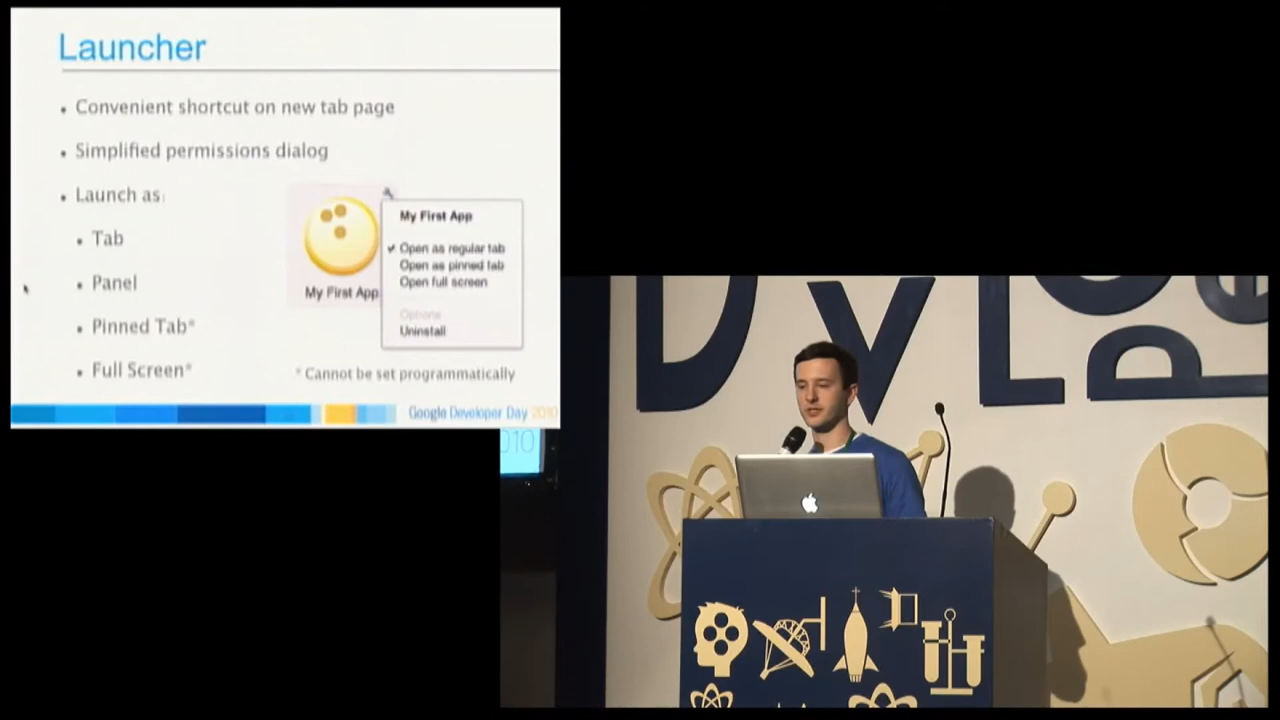 Launcher
• Convenient shortcut on new tab page
• Simplified permissions dialog
• Launch as:
• Tab
• Panel
• Pinned Tab*
• Full Screen*
My First App
My First App
✓ Open as regular tab
Open as pinned tab
Open full screen
Options
Uninstall
* Cannot be set programmatically
Google Developer Day 2010
2010